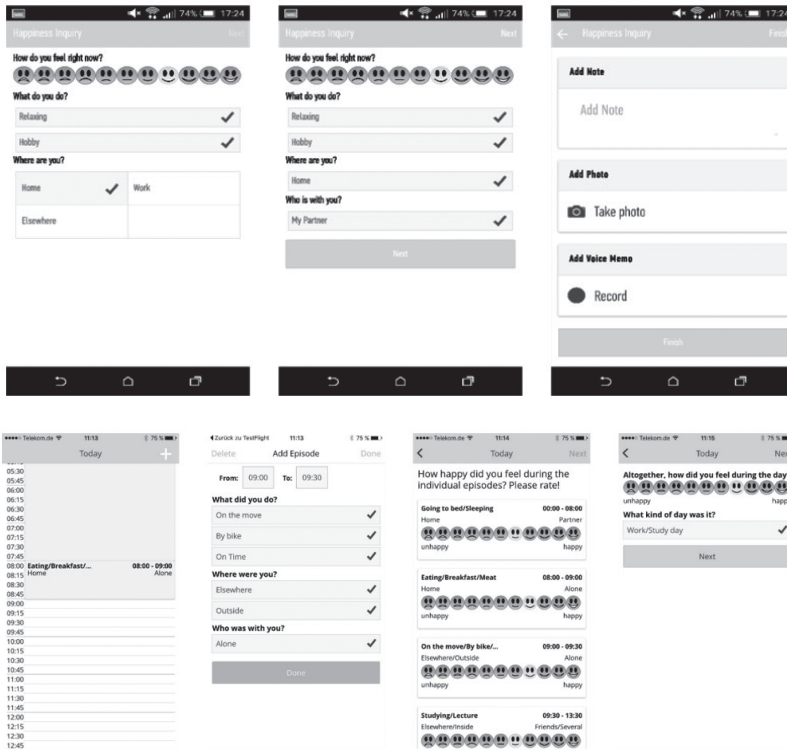 74% 17:24
Happiness Inquiry Next
How do you feel right now?
What do you do?
Relaxing
Hobby
Where are you?
Home Work
Elsewhere
74% 17:24
Happiness Inquiry Next
How do you feel right now?
What do you do?
Relaxing
Hobby
Where are you?
Home
Who is with you?
My Partner
Next
74% 17:24
Happiness Inquiry Finish
Add Note
Add Note
Add Photo
Take photo
Add Voice Memo
Record
Finish
Telekom.de 11:13 75 %
Today +
05:30
05:45
06:00
06:15
06:30
06:45
07:00
07:15
07:30
07:45
08:00 Eating/Breakfast/... 08:00 - 09:00
08:15 Home Alone
08:30
08:45
09:00
09:15
09:30
09:45
10:00
10:15
10:30
10:45
11:00
11:15
11:30
11:45
12:00
12:15
12:30
12:45
Zurück zu TestFlight 11:13 75 %
Delete Add Episode Done
From: 09:00 To: 09:30
What did you do?
On the move
By bike
On Time
Where were you?
Elsewhere
Outside
Who was with you?
Alone
Done
Telekom.de 11:14 75 %
Today Next
How happy did you feel during the
individual episodes? Please rate!
Going to bed/Sleeping 00:00 - 08:00
Home Partner
unhappy happy
Eating/Breakfast/Meat 08:00 - 09:00
Home Alone
unhappy happy
On the move/By bike/... 09:00 - 09:30
Elsewhere/Outside Alone
unhappy happy
Studying/Lecture 09:30 - 13:30
Elsewhere/Inside Friends/Several
Telekom.de 11:15 75 %
Today Nex
Altogether, how did you feel during the day
unhappy happ
What kind of day was it?
Work/Study day
Next